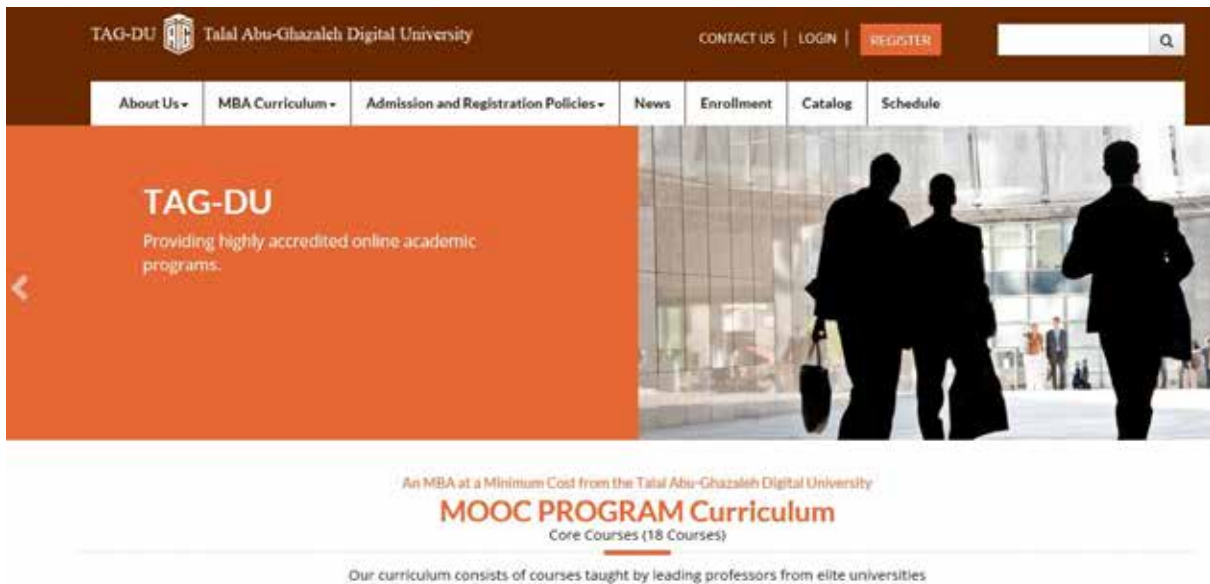 TAG-DU Talal Abu-Ghazaleh Digital University
CONTACT US | LOGIN | REGISTER
About Us MBA Curriculum Admission and Registration Policies News Enrollment Catalog Schedule
TAG-DU
Providing highly accredited online academic
programs.
An MBA at a Minimum Cost from the Talal Abu-Ghazaleh Digital University
MOOC PROGRAM Curriculum
Core Courses (18 Courses)
Our curriculum consists of courses taught by leading professors from elite universities